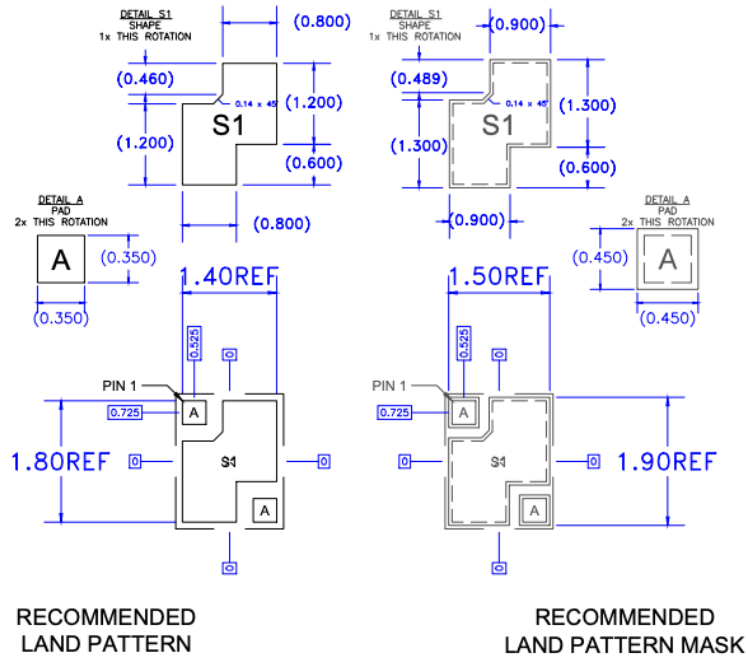 DETAIL S1
SHAPE
1x THIS ROTATION
(0.800)
(0.460)
0.14 x 45°
S1
(1.200)
(1.200)
(0.600)
(0.800)
DETAIL A
PAD
2x THIS ROTATION
A
(0.350)
(0.350)
1.40REF
0.525
0
PIN 1
0.725
A
1.80REF
0
S1
0
A
0
RECOMMENDED
LAND PATTERN
DETAIL S1
SHAPE
1x THIS ROTATION
(0.900)
(0.489)
0.14 x 45°
S1
(1.300)
(1.300)
(0.600)
(0.900)
DETAIL A
PAD
2x THIS ROTATION
A
(0.450)
(0.450)
1.50REF
0.525
0
PIN 1
0.725
A
0
S1
0
1.90REF
A
0
RECOMMENDED
LAND PATTERN MASK